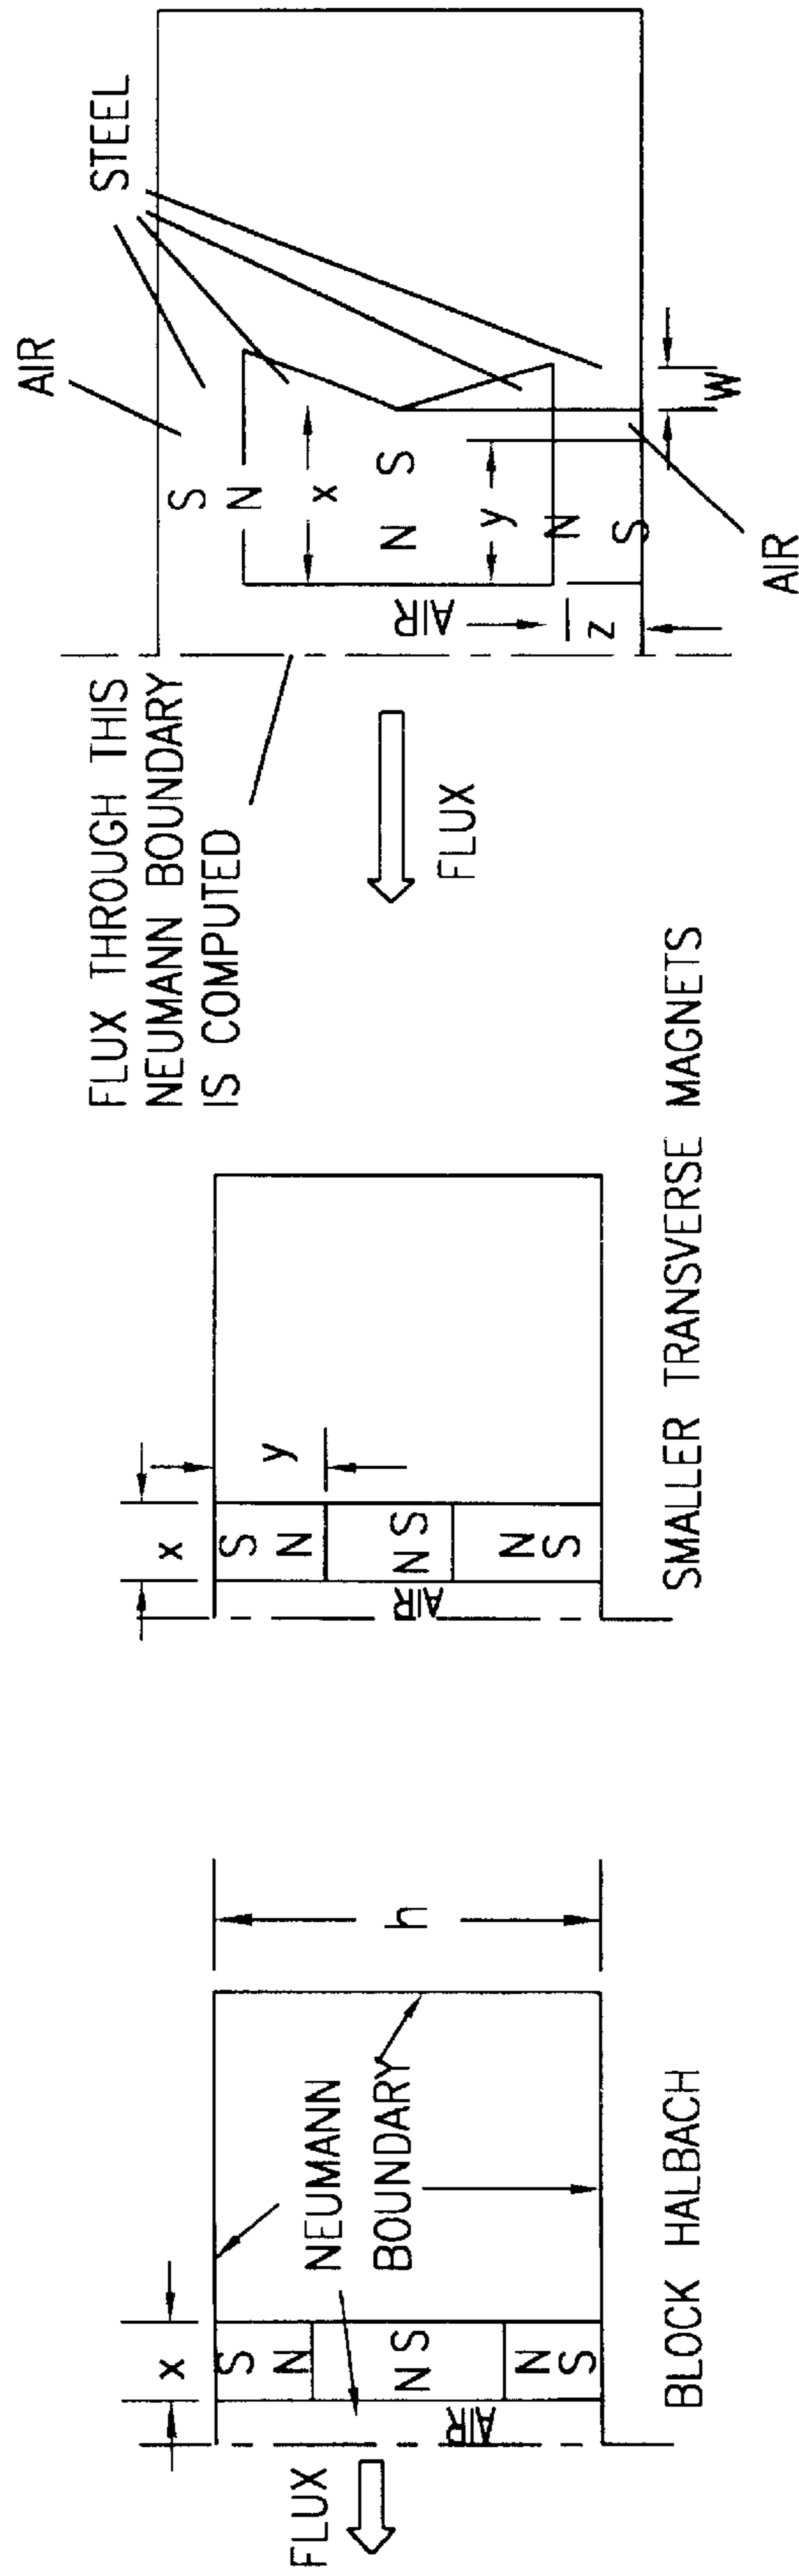 FLUX
x
S
N
N S
N
S
AIR
NEUMANN
BOUNDARY
h
BLOCK HALBACH
x
y
S
N
N S
N
S
AIR
SMALLER TRANSVERSE MAGNETS
FLUX THROUGH THIS
NEUMANN BOUNDARY
IS COMPUTED
FLUX
AIR
STEEL
S
N
x
N S
y
N
S
AIR
z
w
AIR